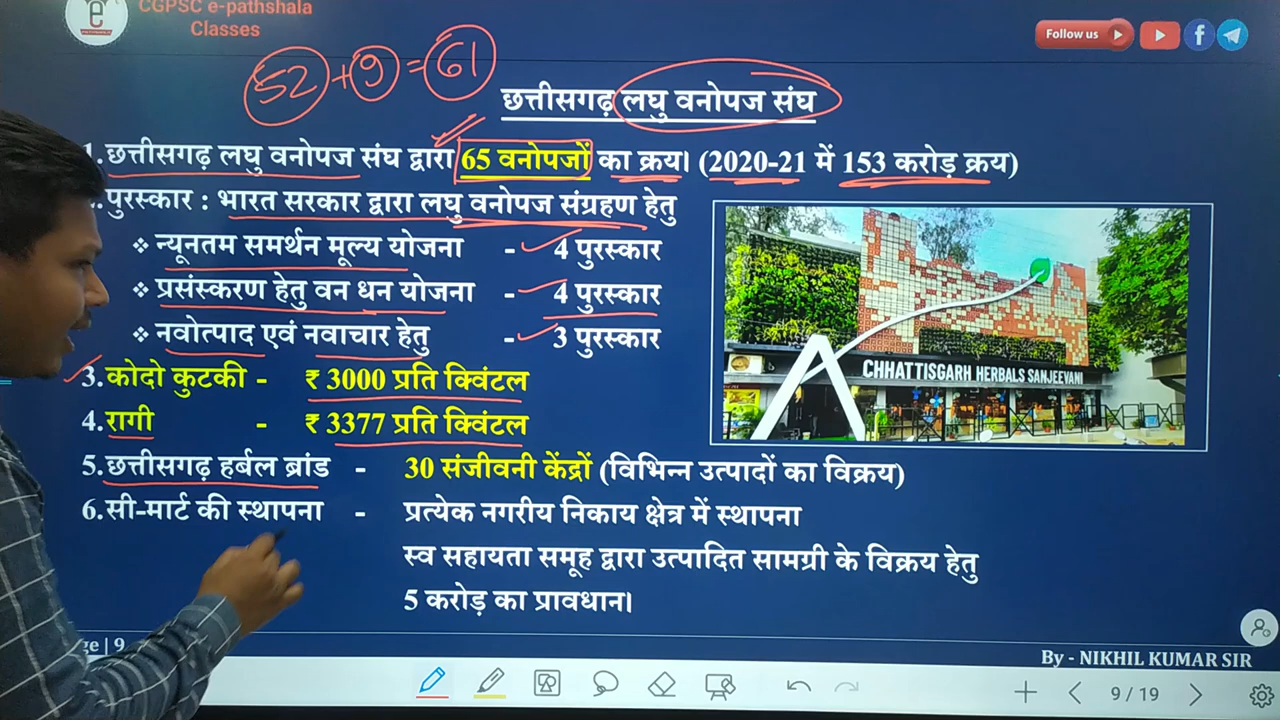 CGPSC e-pathshala
Classes
Follow us
52 + 9 = 61
छत्तीसगढ़ लघु वनोपज संघ
1.छत्तीसगढ़ लघु वनोपज संघ द्वारा 65 वनोपजों का क्रय। (2020-21 में 153 करोड़ क्रय)
पुरस्कार : भारत सरकार द्वारा लघु वनोपज संग्रहण हेतु
❖ न्यूनतम समर्थन मूल्य योजना - 4 पुरस्कार
❖ प्रसंस्करण हेतु वन धन योजना - 4 पुरस्कार
❖ नवोत्पाद एवं नवाचार हेतु - 3 पुरस्कार
3.कोदो कुटकी - ₹ 3000 प्रति क्विंटल
4.रागी - ₹ 3377 प्रति क्विंटल
5.छत्तीसगढ़ हर्बल ब्रांड - 30 संजीवनी केंद्रों (विभिन्न उत्पादों का विक्रय)
6.सी-मार्ट की स्थापना - प्रत्येक नगरीय निकाय क्षेत्र में स्थापना
स्व सहायता समूह द्वारा उत्पादित सामग्री के विक्रय हेतु
5 करोड़ का प्रावधान।
CHHATTISGARH HERBALS SANJEEVANI
ge | 9
By - NIKHIL KUMAR SIR
9 / 19